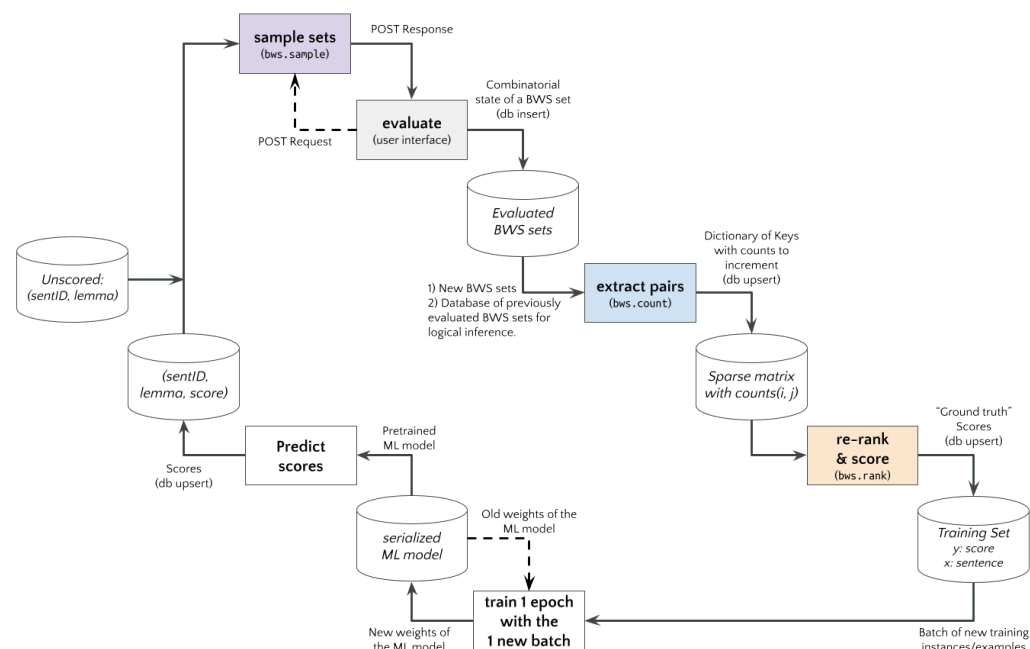 sample sets
(bws.sample)
POST Response
evaluate
(user interface)
POST Request
Combinatorial
state of a BWS set
(db insert)
Evaluated
BWS sets
Unscored:
(sentID, lemma)
1) New BWS sets
2) Database of previously
evaluated BWS sets for
logical inference.
extract pairs
(bws.count)
Dictionary of Keys
with counts to
increment
(db upsert)
Sparse matrix
with counts(i, j)
(sentID,
lemma, score)
re-rank
& score
(bws.rank)
“Ground truth”
Scores
(db upsert)
Training Set
y: score
x: sentence
Predict
scores
Scores
(db upsert)
Pretrained
ML model
serialized
ML model
Old weights of the
ML model
train 1 epoch
with the
1 new batch
New weights of
the ML model
Batch of new training
instances/examples